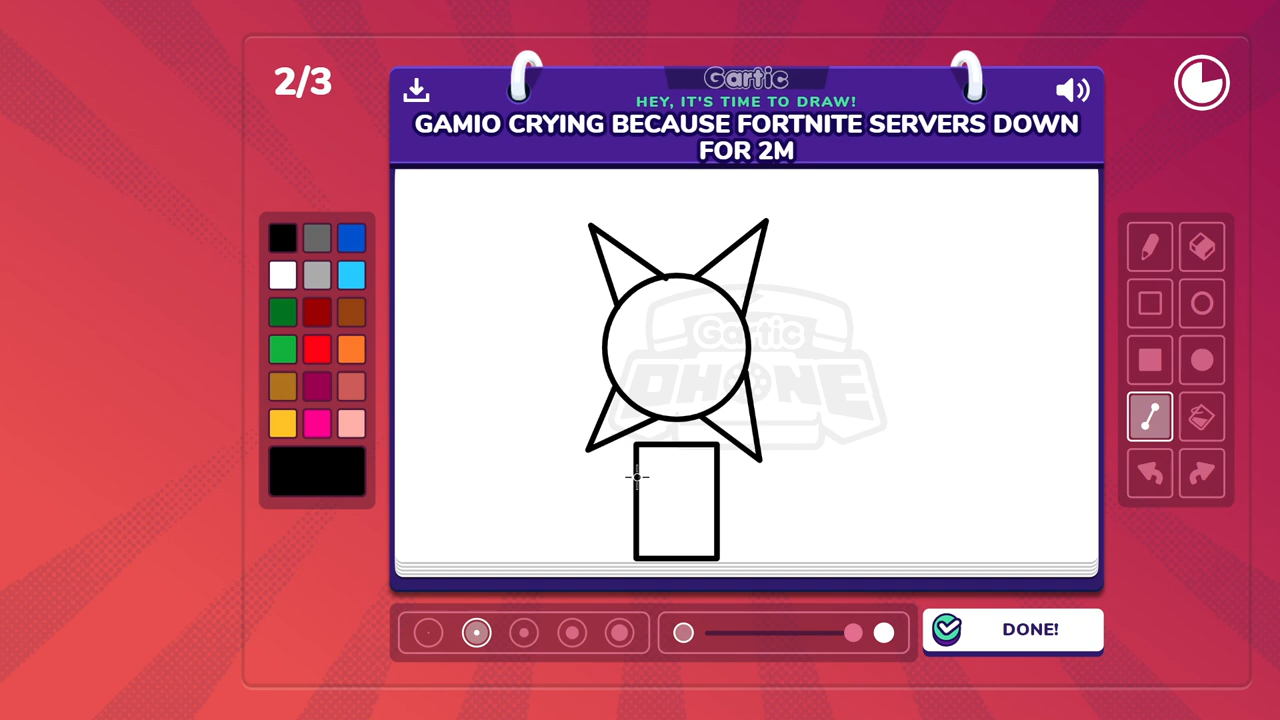 2/3
Gartic
HEY, IT'S TIME TO DRAW!
GAMIO CRYING BECAUSE FORTNITE SERVERS DOWN
FOR 2M
Gartic
PHONE
DONE!